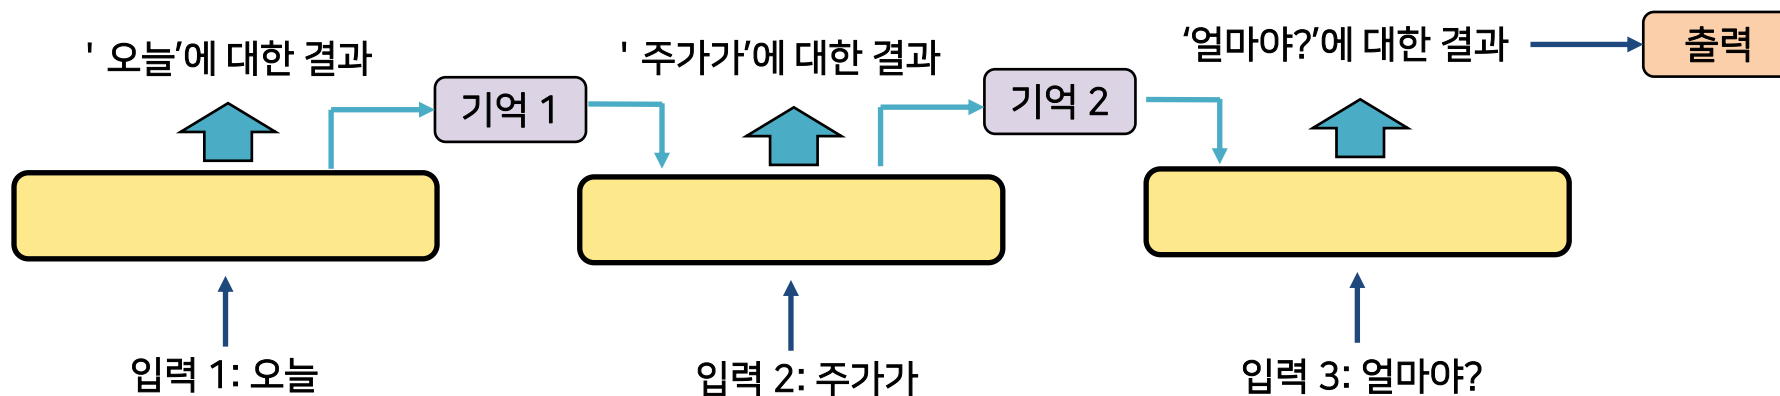 ' 오늘’에 대한 결과
기억 1
' 주가가’에 대한 결과
기억 2
‘얼마야?’에 대한 결과
출력
입력 1: 오늘
입력 2: 주가가
입력 3: 얼마야?